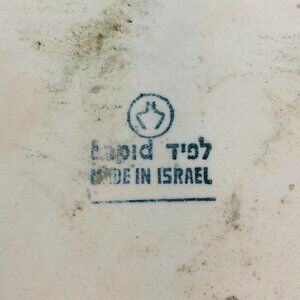 Lapid לפיד
MADE IN ISRAEL